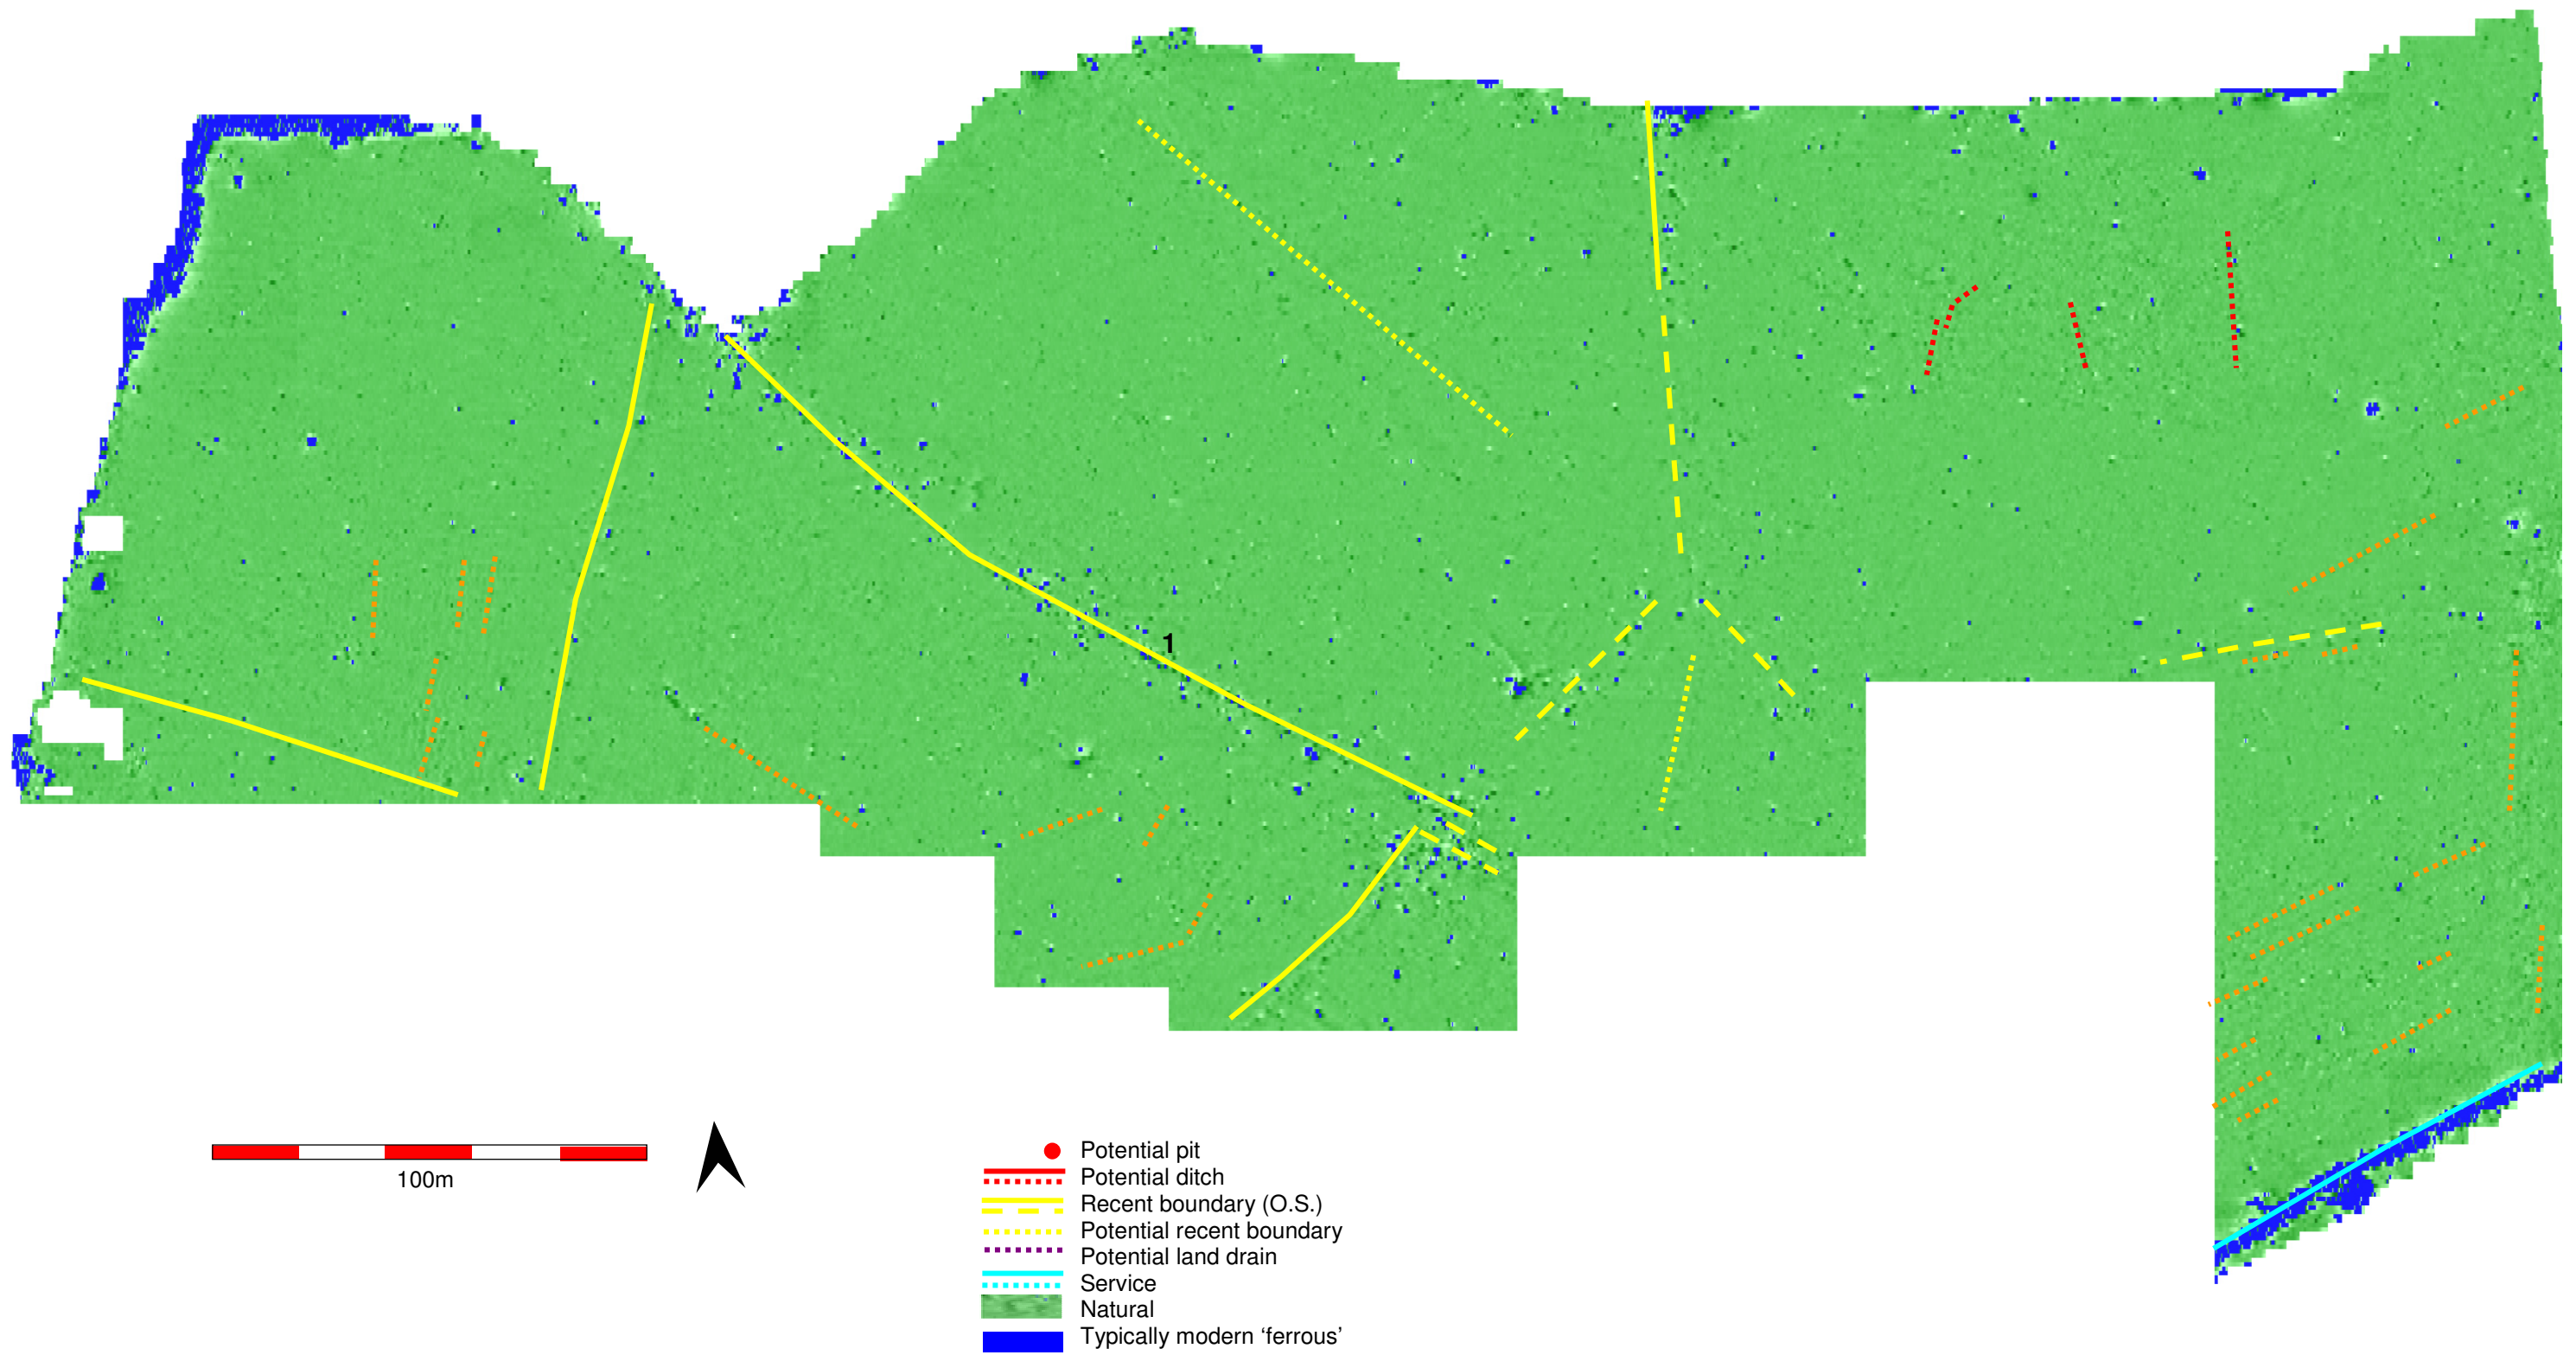 1
100m
Potential pit
Potential ditch
Recent boundary (O.S.)
Potential recent boundary
Potential land drain
Service
Natural
Typically modern ‘ferrous’